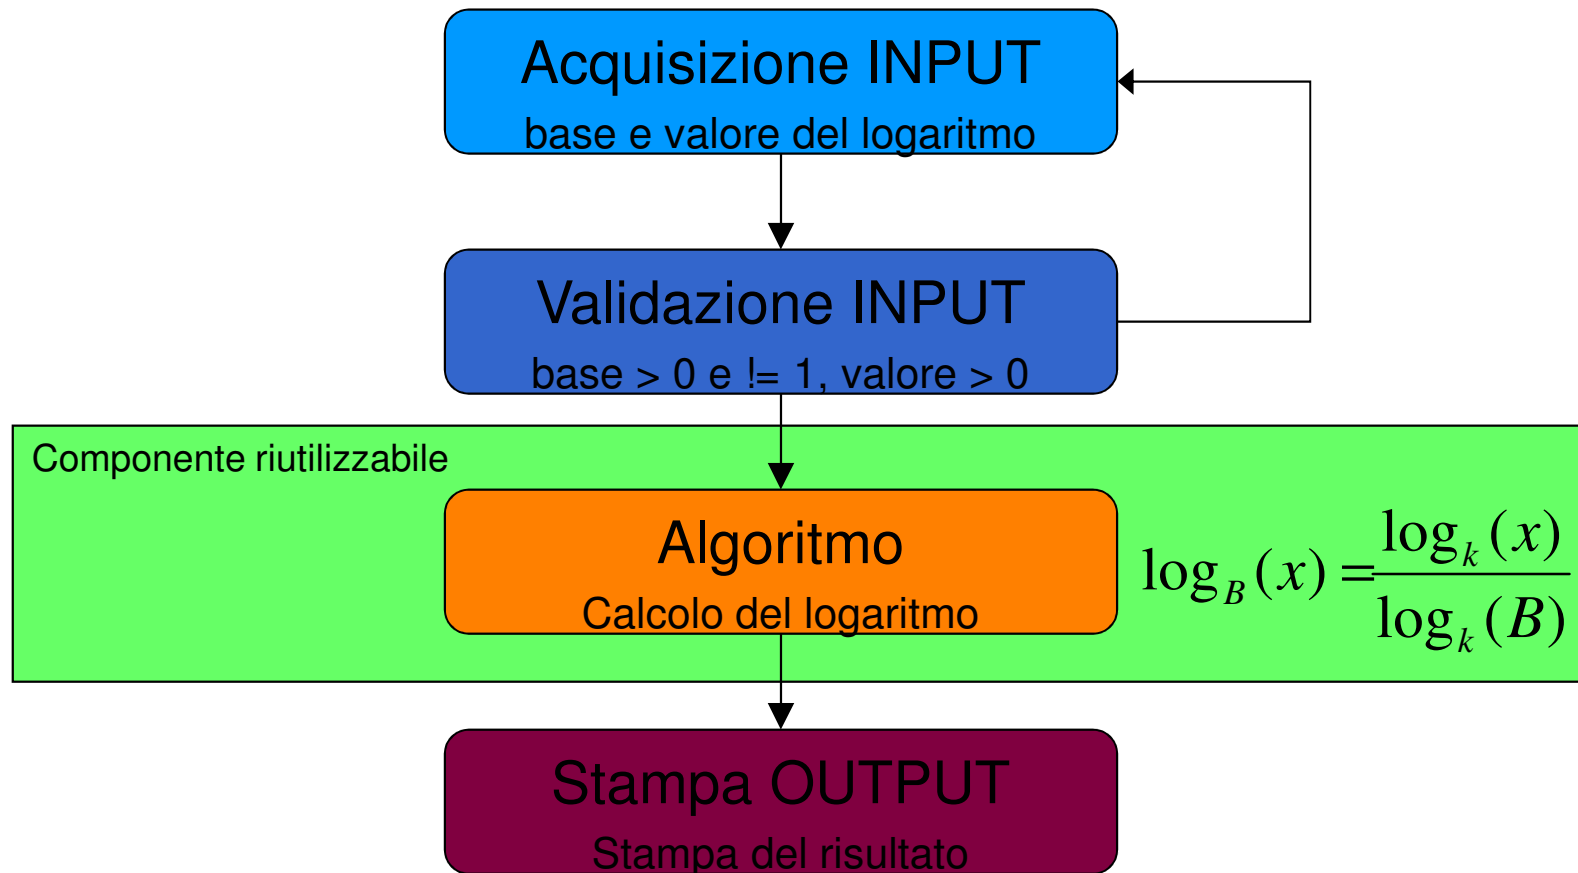 Acquisizione INPUT
base e valore del logaritmo
Validazione INPUT
base > 0 e != 1, valore > 0
Componente riutilizzabile
Algoritmo
Calcolo del logaritmo
log_B(x) = log_k(x) / log_k(B)
Stampa OUTPUT
Stampa del risultato